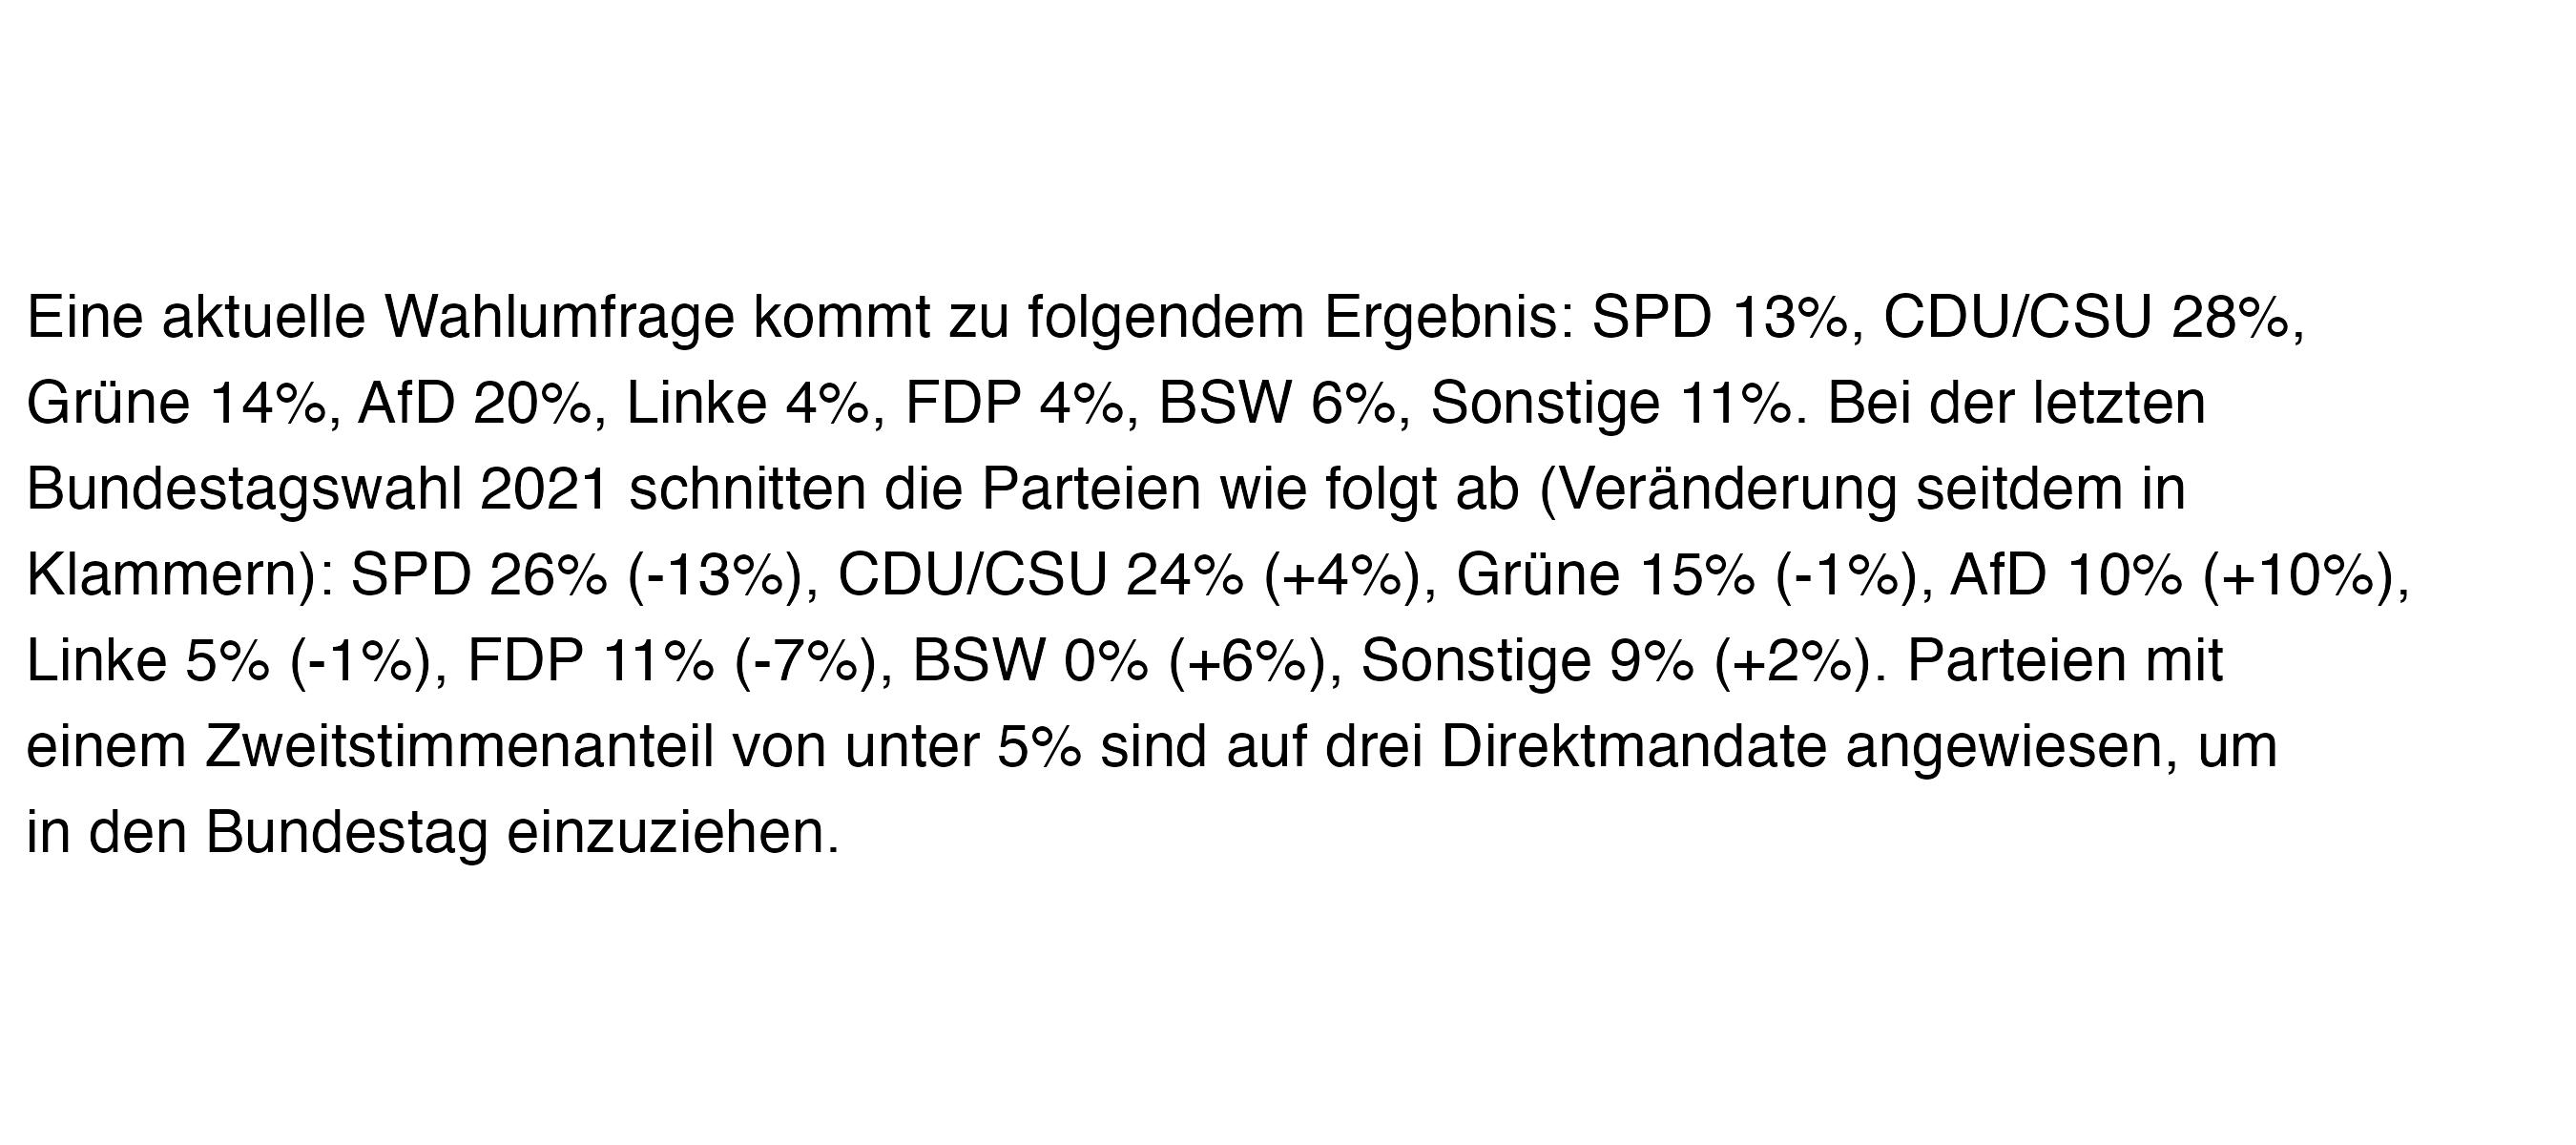 Eine aktuelle Wahlumfrage kommt zu folgendem Ergebnis: SPD 13%, CDU/CSU 28%,
Grüne 14%, AfD 20%, Linke 4%, FDP 4%, BSW 6%, Sonstige 11%. Bei der letzten
Bundestagswahl 2021 schnitten die Parteien wie folgt ab (Veränderung seitdem in
Klammern): SPD 26% (-13%), CDU/CSU 24% (+4%), Grüne 15% (-1%), AfD 10% (+10%),
Linke 5% (-1%), FDP 11% (-7%), BSW 0% (+6%), Sonstige 9% (+2%). Parteien mit
einem Zweitstimmenanteil von unter 5% sind auf drei Direktmandate angewiesen, um
in den Bundestag einzuziehen.